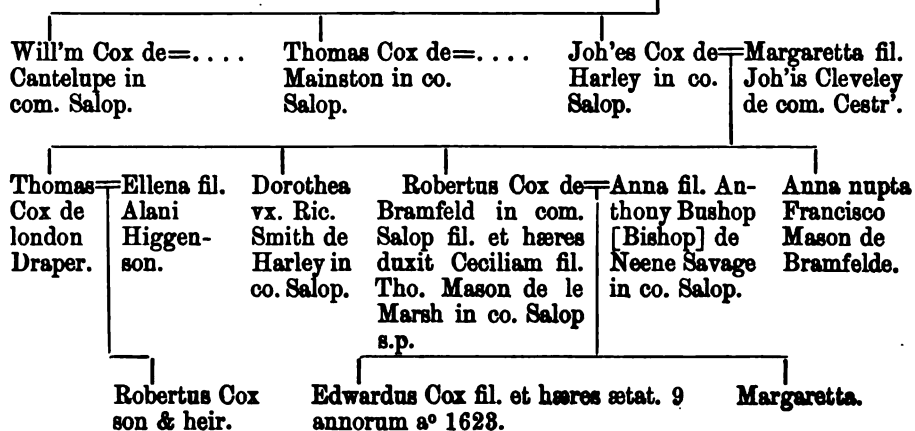 Will'm Cox de=....
Cantelupe in
com. Salop.
Thomas Cox de=....
Mainston in co.
Salop.
Joh'es Cox de=Margaretta fil.
Harley in co. Joh'is Cleveley
Salop. de com. Cestr'.
Thomas=Ellena fil.
Cox de Alani
london Higgen-
Draper. son.
Dorothea
vx. Ric.
Smith de
Harley in
co. Salop.
Robertus Cox de=Anna fil. An-
Bramfeld in com. thony Bushop
Salop fil. et hæres [Bishop] de
duxit Ceciliam fil. Neene Savage
Tho. Mason de le in co. Salop.
Marsh in co. Salop
s.p.
Anna nupta
Francisco
Mason de
Bramfelde.
Robertus Cox
son & heir.
Edwardus Cox fil. et hæres ætat. 9
annorum aº 1623.
Margaretta.